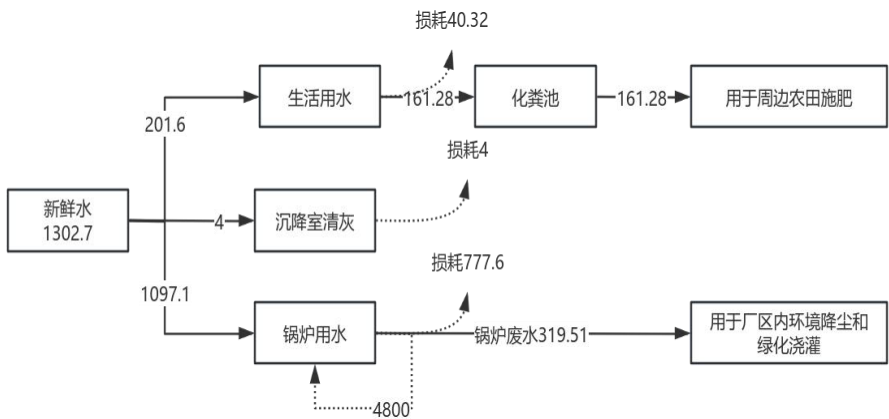 损耗40.32
生活用水
161.28
化粪池
161.28
用于周边农田施肥
201.6
损耗4
新鲜水
1302.7
4
沉降室清灰
损耗777.6
1097.1
锅炉用水
锅炉废水319.51
用于厂区内环境降尘和
绿化浇灌
4800